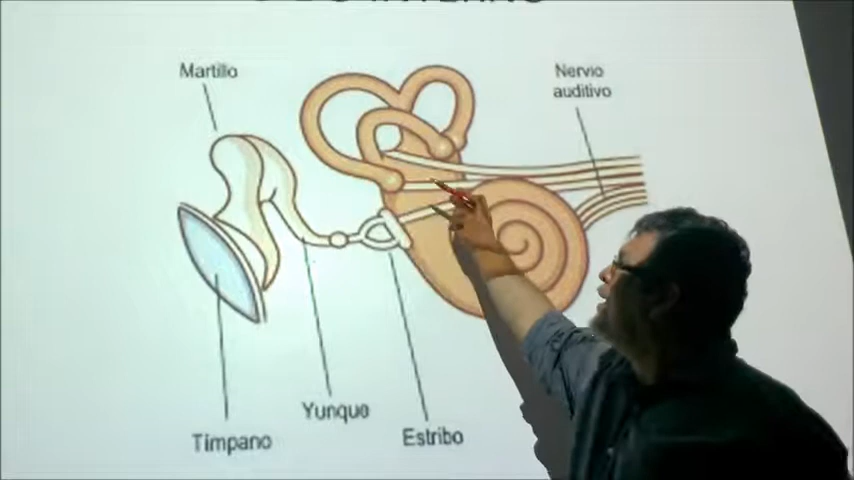 Martillo
Nervio
auditivo
Yunque
Tímpano
Estribo